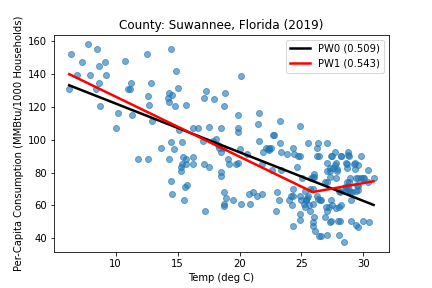 County: Suwannee, Florida (2019)
PW0 (0.509)
PW1 (0.543)
Per-Capita Consumption (MMBtu/1000 Households)
160
140
120
100
80
60
40
10 15 20 25 30
Temp (deg C)